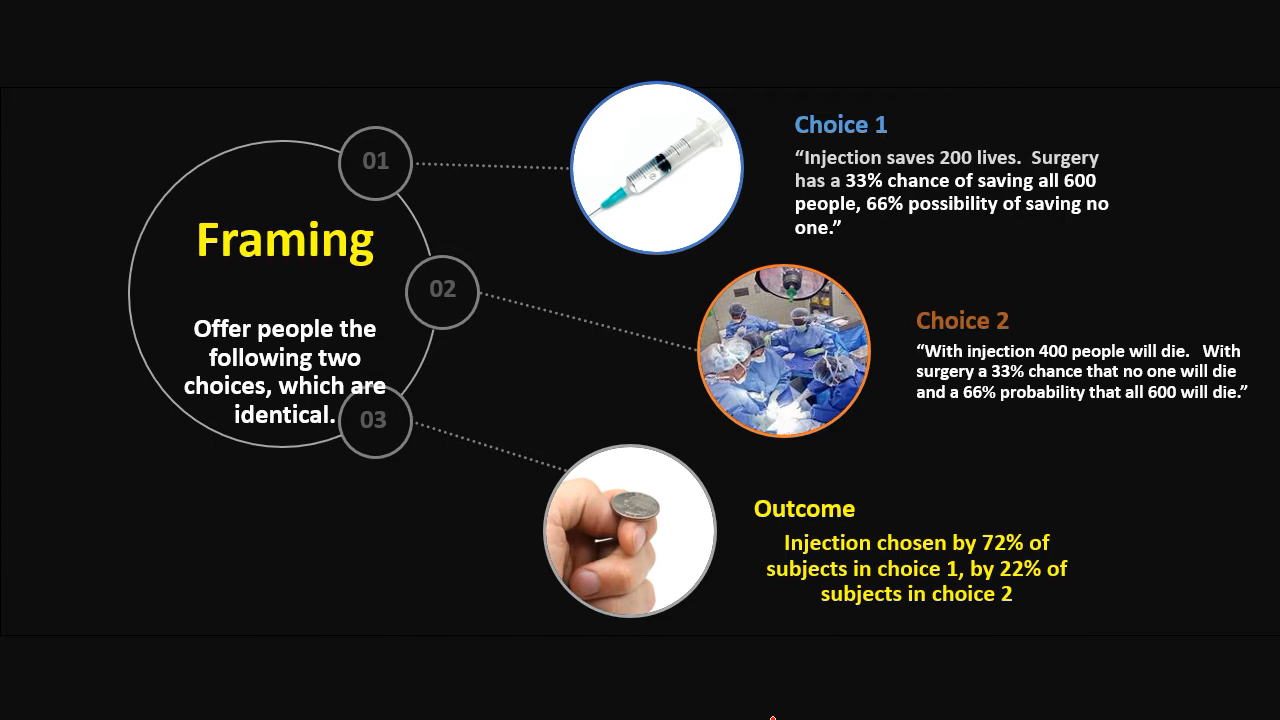 Framing
Offer people the
following two
choices, which are
identical.
01
02
03
Choice 1
“Injection saves 200 lives.  Surgery
has a 33% chance of saving all 600
people, 66% possibility of saving no
one.”
Choice 2
“With injection 400 people will die.   With
surgery a 33% chance that no one will die
and a 66% probability that all 600 will die.”
Outcome
Injection chosen by 72% of
subjects in choice 1, by 22% of
subjects in choice 2